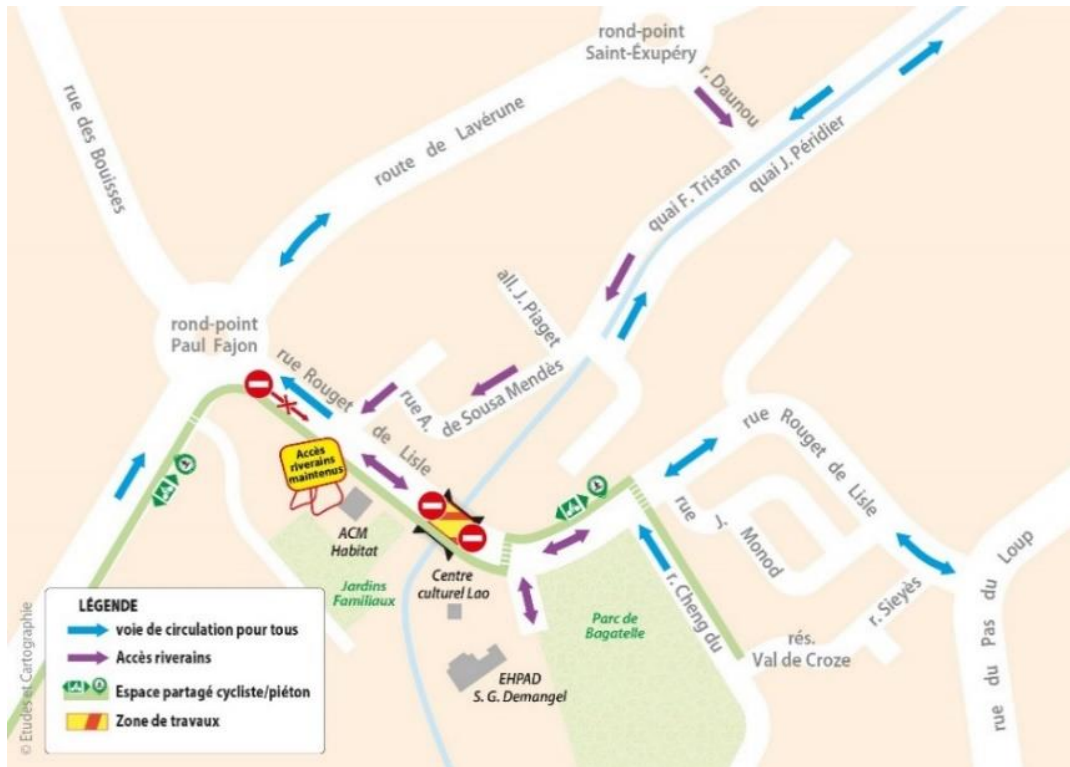 rond-point
Saint-Éxupéry
r. Daunou
rue des Bouisses
route de Lavérune
quai F. Tristan
quai J. Péridier
all. J. Piaget
rond-point
Paul Fajon
rue Rouget
de Lisle
rue A.
de Sousa Mendès
rue Rouget de Lisle
Accès
riverains
maintenus
ACM
Habitat
Jardins
Familiaux
Centre
culturel Lao
rue J. Monod
r. Cheng du
Parc de
Bagatelle
r. Sieyès
rue du Pas du Loup
rés.
Val de Croze
EHPAD
S. G. Demangel
LÉGENDE
voie de circulation pour tous
Accès riverains
Espace partagé cycliste/piéton
Zone de travaux
© Etudes et Cartographie